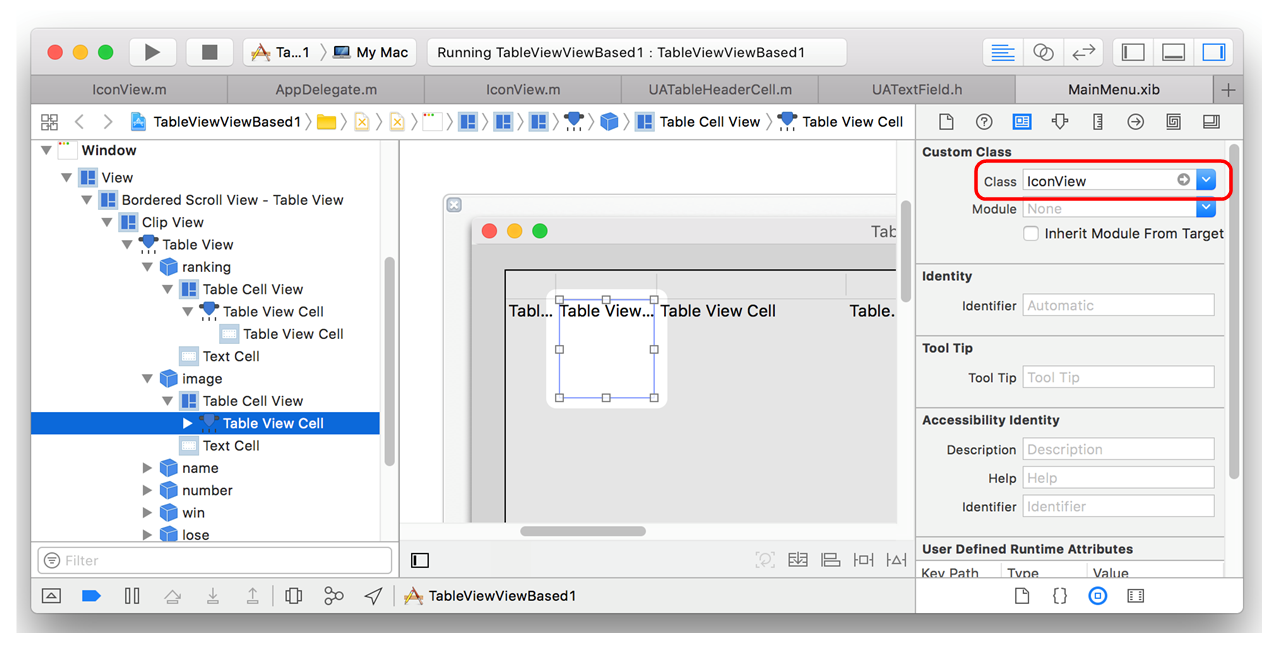 Ta...1 My Mac Running TableViewViewBased1 : TableViewViewBased1
IconView.m AppDelegate.m IconView.m UATableHeaderCell.m UATextField.h MainMenu.xib
TableViewViewBased1 Table Cell View Table View Cell
Window
View
Bordered Scroll View - Table View
Clip View
Table View
ranking
Table Cell View
Table View Cell
Table View Cell
Text Cell
image
Table Cell View
Table View Cell
Text Cell
name
number
win
lose
Filter
Tab
Tabl... Table View... Table View Cell Table.
Custom Class
Class IconView
Module None
Inherit Module From Target
Identity
Identifier Automatic
Tool Tip
Tool Tip Tool Tip
Accessibility Identity
Description Description
Help Help
Identifier Identifier
User Defined Runtime Attributes
Key Path Type Value
TableViewViewBased1